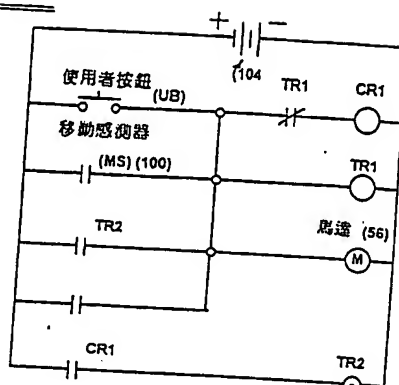 + −
(104
使用者按鈕
(UB)
TR1
CR1
移動感測器
(MS) (100)
TR1
TR2
馬達 (56)
M
CR1
TR2